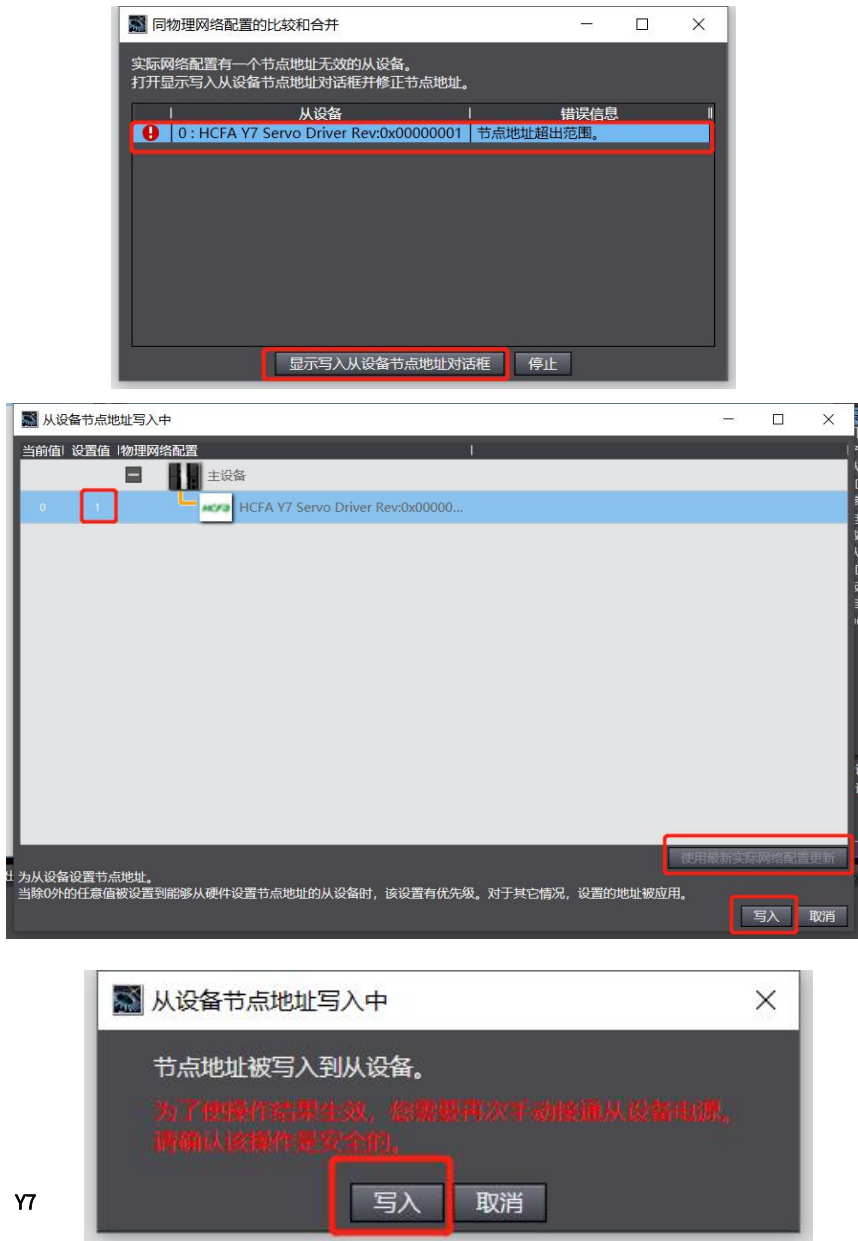 同物理网络配置的比较和合并
实际网络配置有一个节点地址无效的从设备。
打开显示写入从设备节点地址对话框并修正节点地址。
从设备 错误信息
0 : HCFA Y7 Servo Driver Rev:0x00000001 节点地址超出范围。
显示写入从设备节点地址对话框 停止
从设备节点地址写入中
当前值 设置值 物理网络配置
主设备
0 1 HCFA HCFA Y7 Servo Driver Rev:0x00000...
使用最新实际网络配置更新
为从设备设置节点地址。
当除0外的任意值被设置到能够从硬件设置节点地址的从设备时，该设置有优先级。对于其它情况，设置的地址被应用。
写入 取消
从设备节点地址写入中
节点地址被写入到从设备。
为了使操作结果生效，您需要再次手动接通从设备电源。
请确认该操作是安全的。
写入 取消
Y7